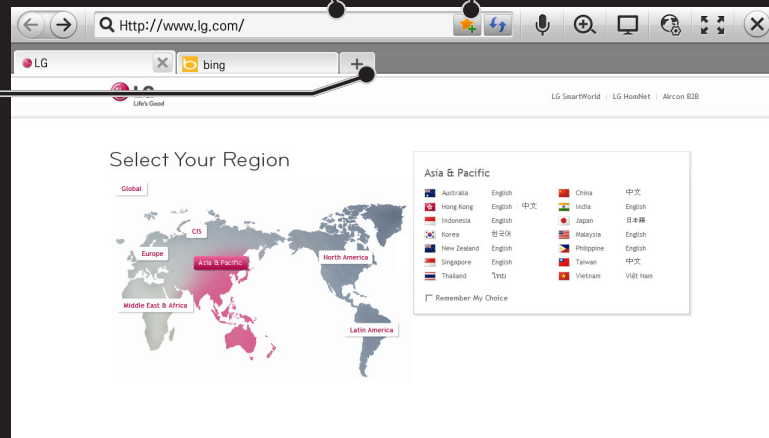 Http://www.lg.com/
LG
bing
LG
Life's Good
LG SmartWorld | LG HomNet | Aircon B2B
Select Your Region
Global
CIS
Europe
Asia & Pacific
North America
Middle East & Africa
Latin America
Asia & Pacific
Australia English China 中文
Hong Kong English 中文 India English
Indonesia English Japan 日本語
Korea 한국어 Malaysia English
New Zealand English Philippine English
Singapore English Taiwan 中文
Thailand ไทย Vietnam Việt Nam
Remember My Choice